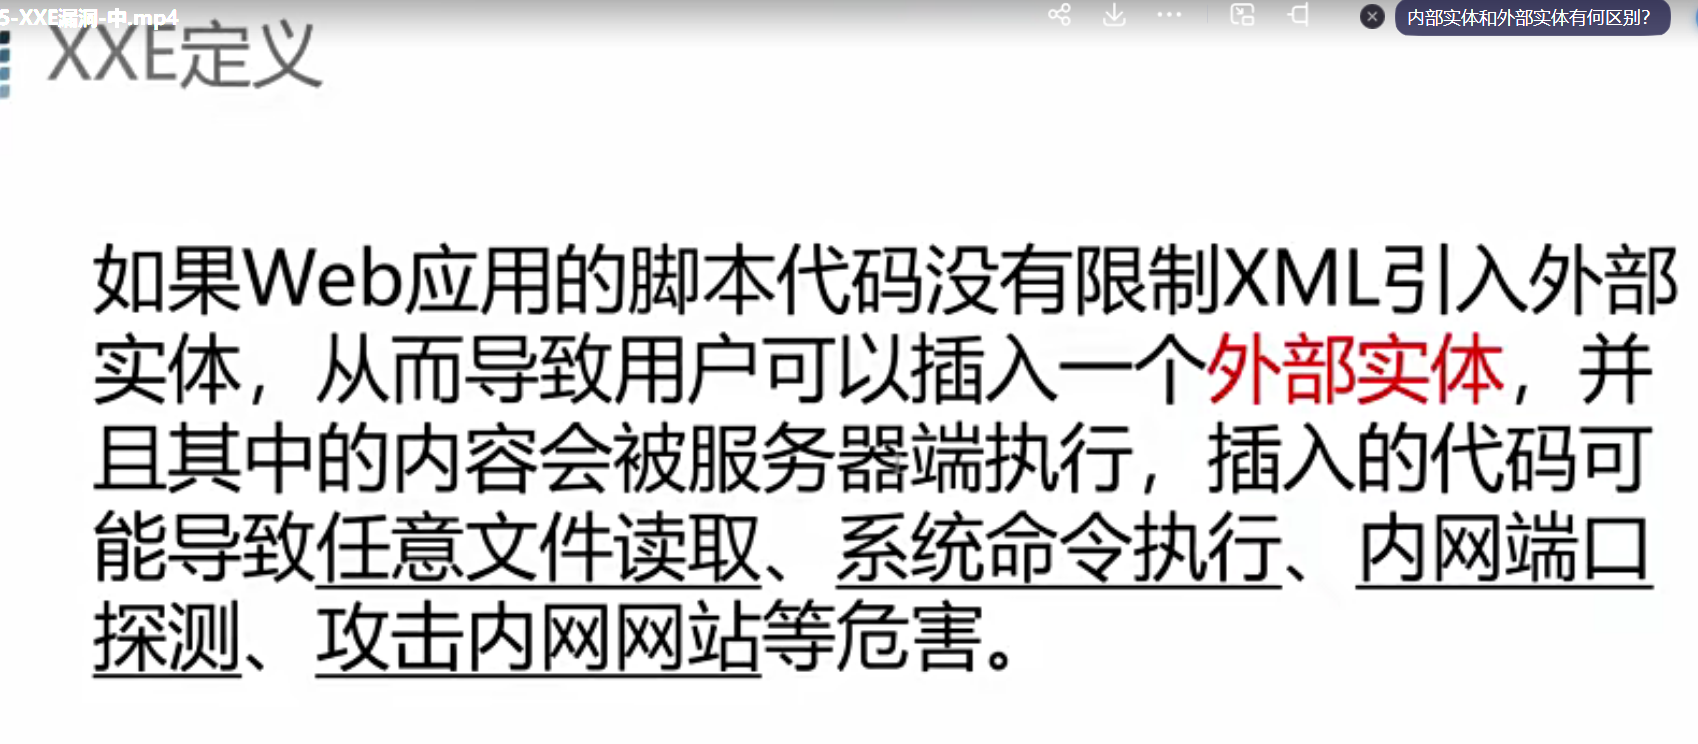 5-XXE漏洞-中.mp4
内部实体和外部实体有何区别?
XXE定义
如果Web应用的脚本代码没有限制XML引入外部
实体，从而导致用户可以插入一个外部实体，并
且其中的内容会被服务器端执行，插入的代码可
能导致任意文件读取、系统命令执行、内网端口
探测、攻击内网网站等危害。